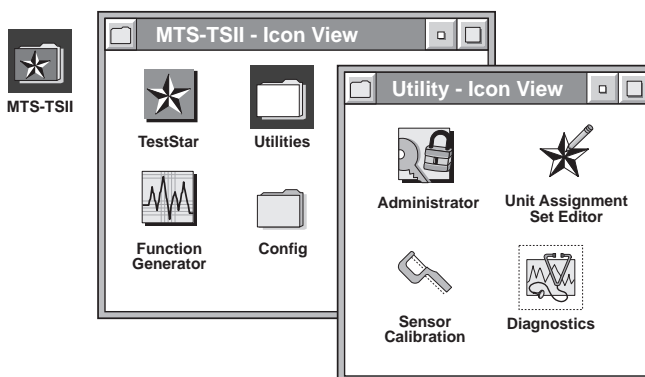 MTS-TSII
MTS-TSII - Icon View
TestStar
Utilities
Function
Generator
Config
Utility - Icon View
Administrator
Unit Assignment
Set Editor
Sensor
Calibration
Diagnostics